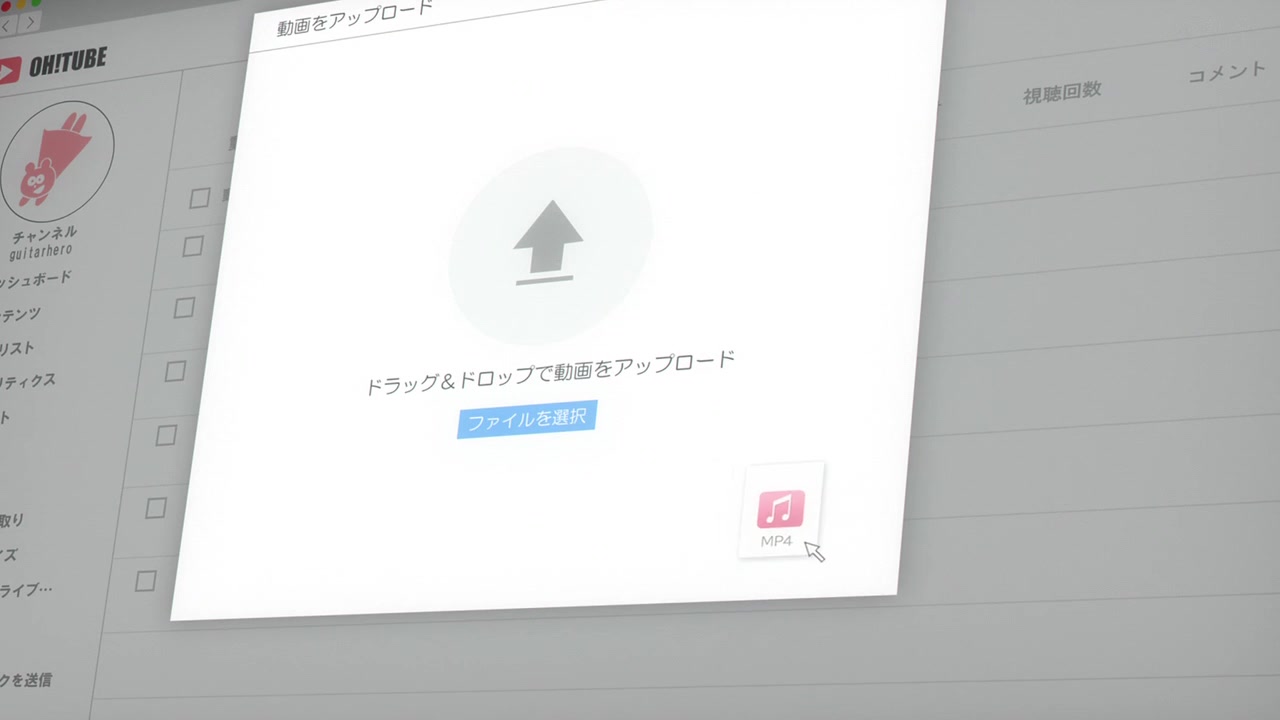 動画をアップロード
OH!TUBE
視聴回数
コメント
チャンネル
guitarhero
ッシュボード
テンツ
リスト
リティクス
ト
ドラッグ&ドロップで動画をアップロード
ファイルを選択
MP4
取り
ズ
ライブ…
クを送信